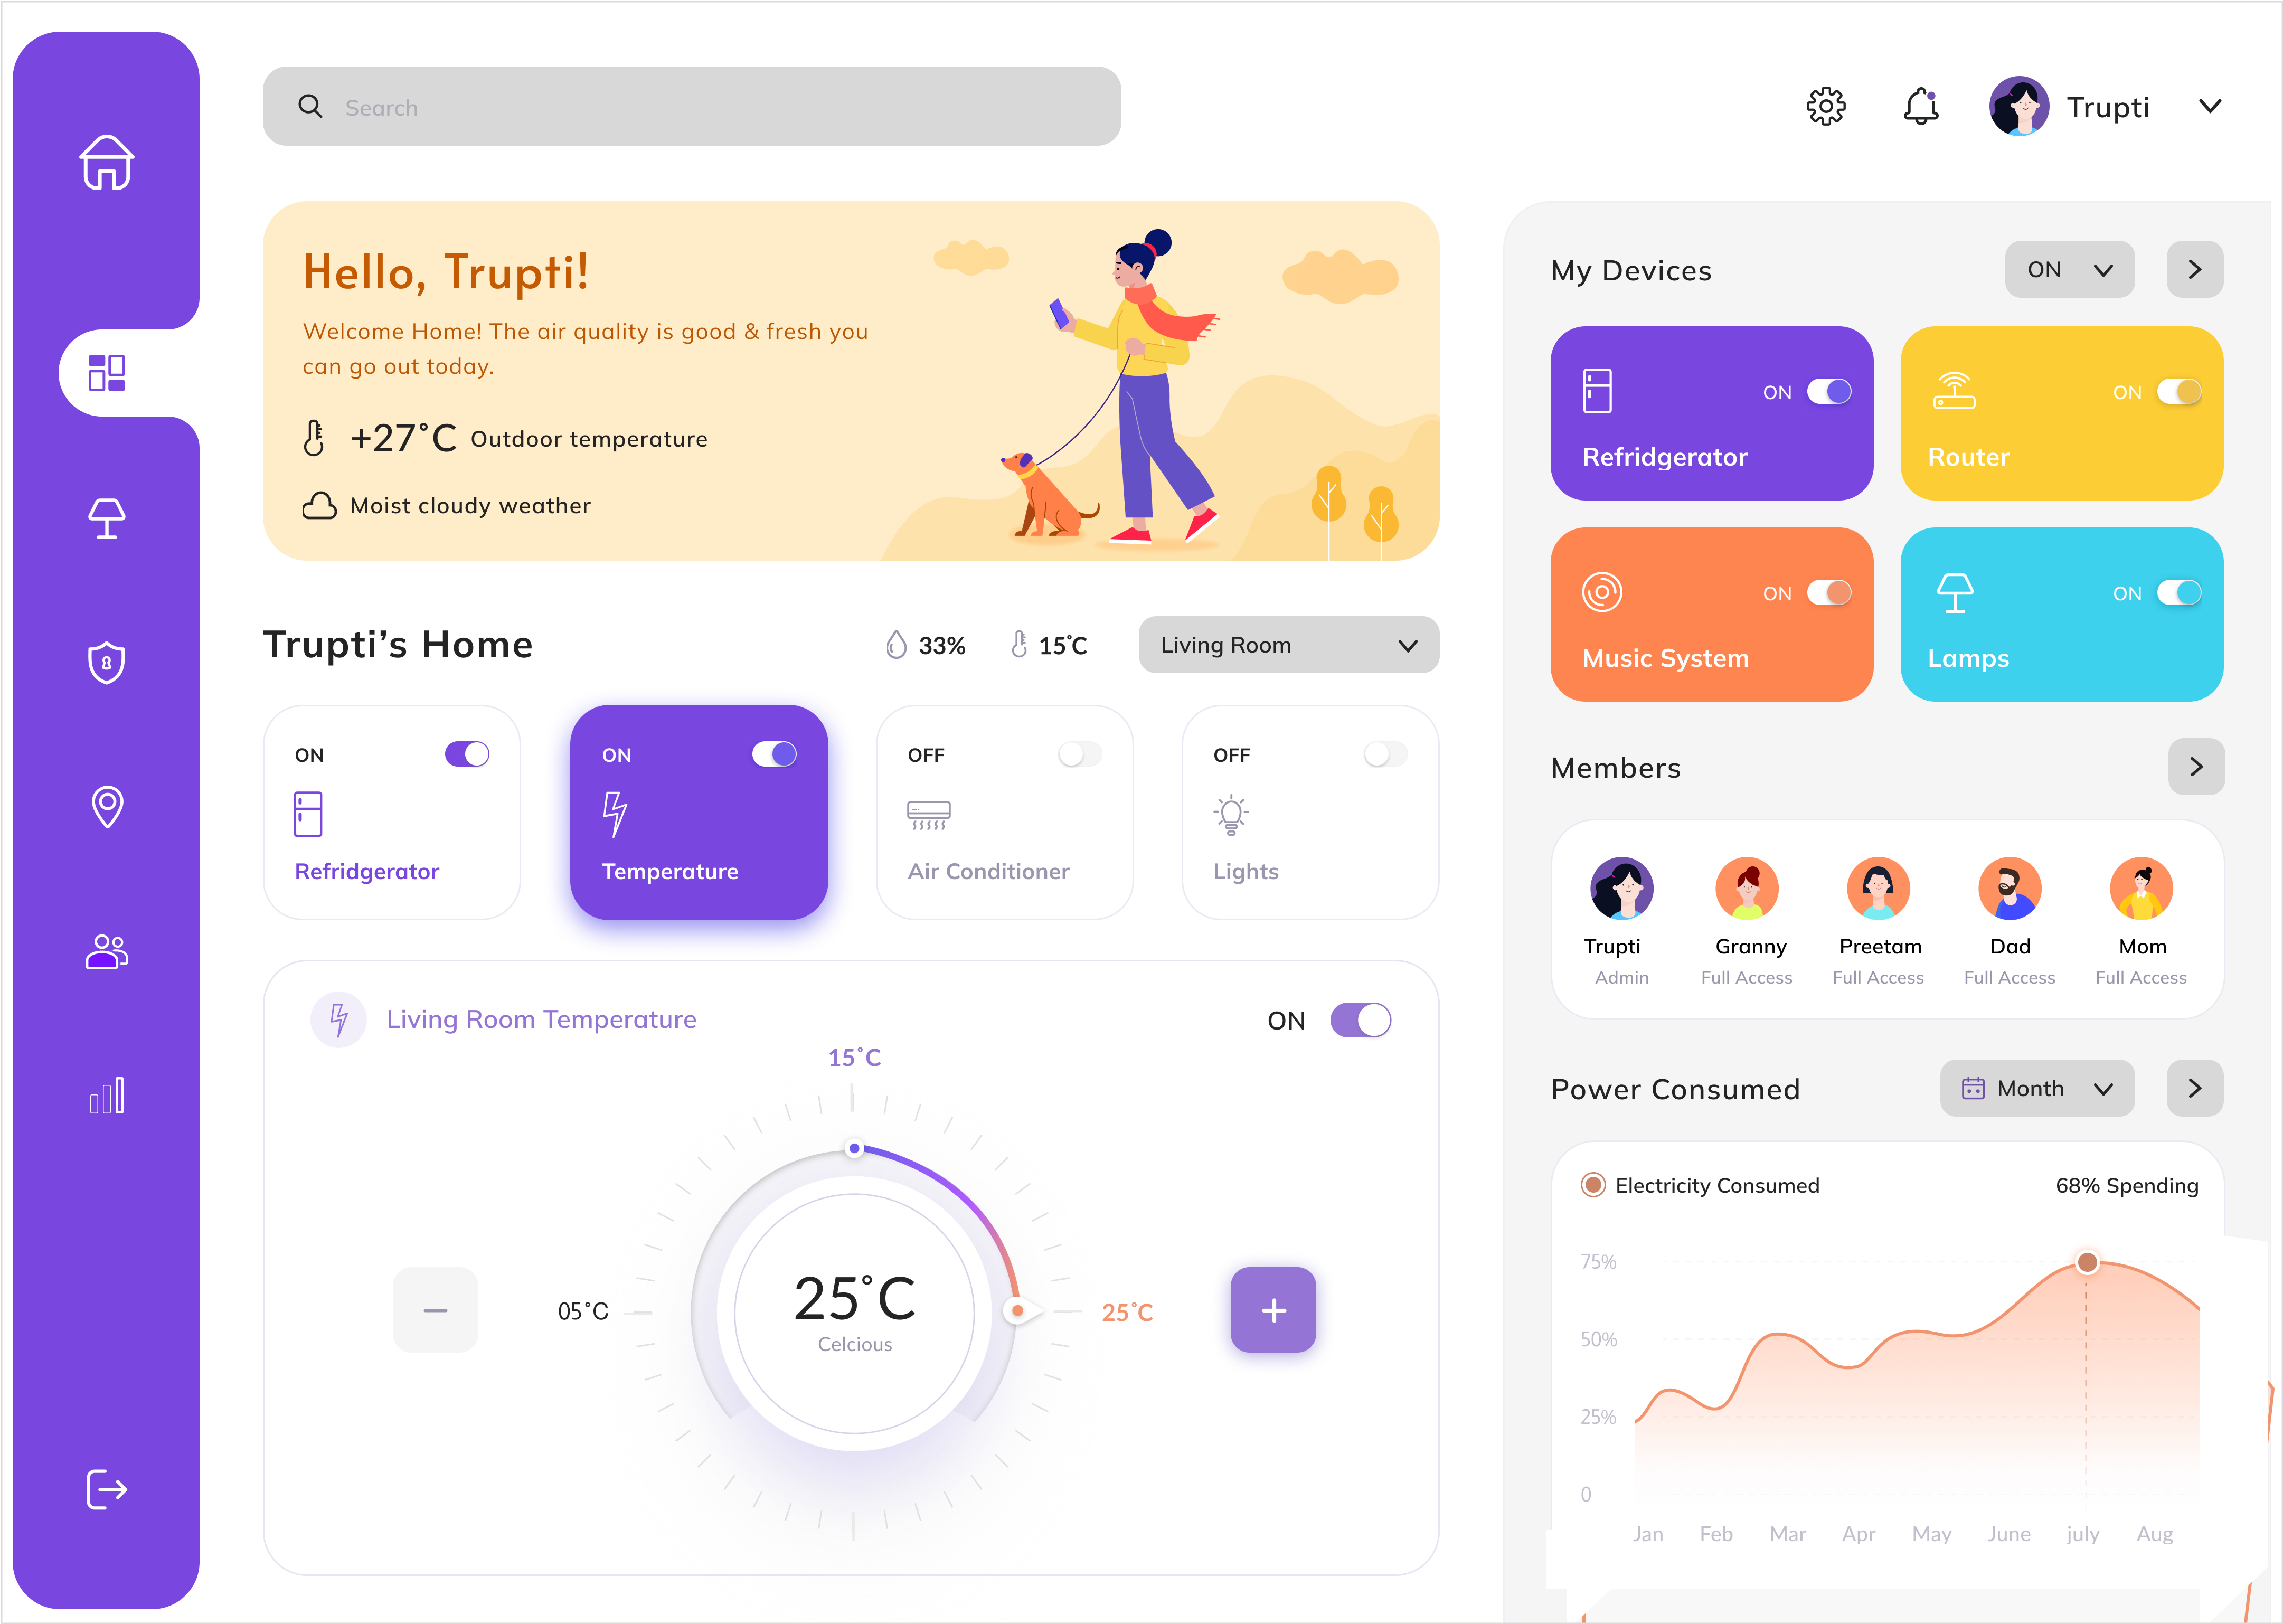 Search
Trupti
Hello, Trupti!
Welcome Home! The air quality is good & fresh you
can go out today.
+27°C Outdoor temperature
Moist cloudy weather
Trupti’s Home
33%
15°C
Living Room
ON
Refridgerator
ON
Temperature
OFF
Air Conditioner
OFF
Lights
Living Room Temperature
ON
15°C
05°C
25°C
Celcious
25°C
My Devices
ON
ON
Refridgerator
ON
Router
ON
Music System
ON
Lamps
Members
Trupti
Admin
Granny
Full Access
Preetam
Full Access
Dad
Full Access
Mom
Full Access
Power Consumed
Month
Electricity Consumed
68% Spending
75%
50%
25%
0
Jan Feb Mar Apr May June july Aug